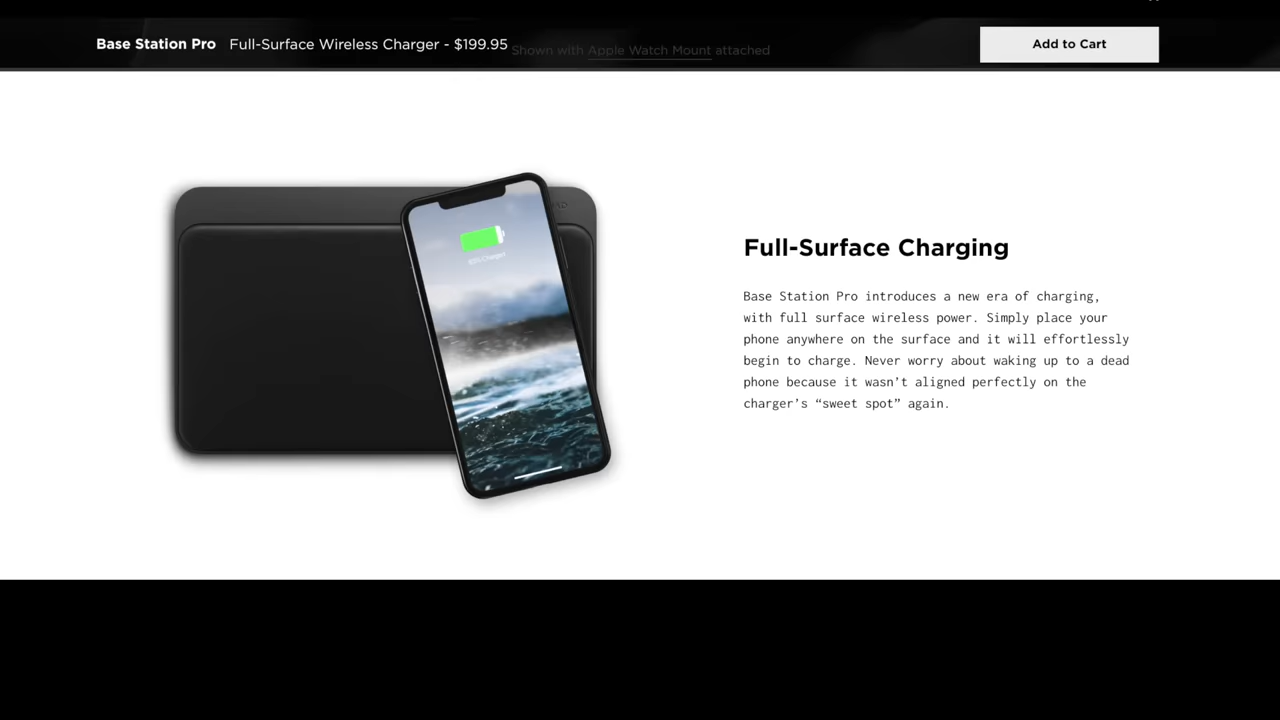 Base Station Pro Full-Surface Wireless Charger - $199.95
Shown with Apple Watch Mount attached
Add to Cart
Full-Surface Charging
Base Station Pro introduces a new era of charging,
with full surface wireless power. Simply place your
phone anywhere on the surface and it will effortlessly
begin to charge. Never worry about waking up to a dead
phone because it wasn’t aligned perfectly on the
charger’s “sweet spot” again.